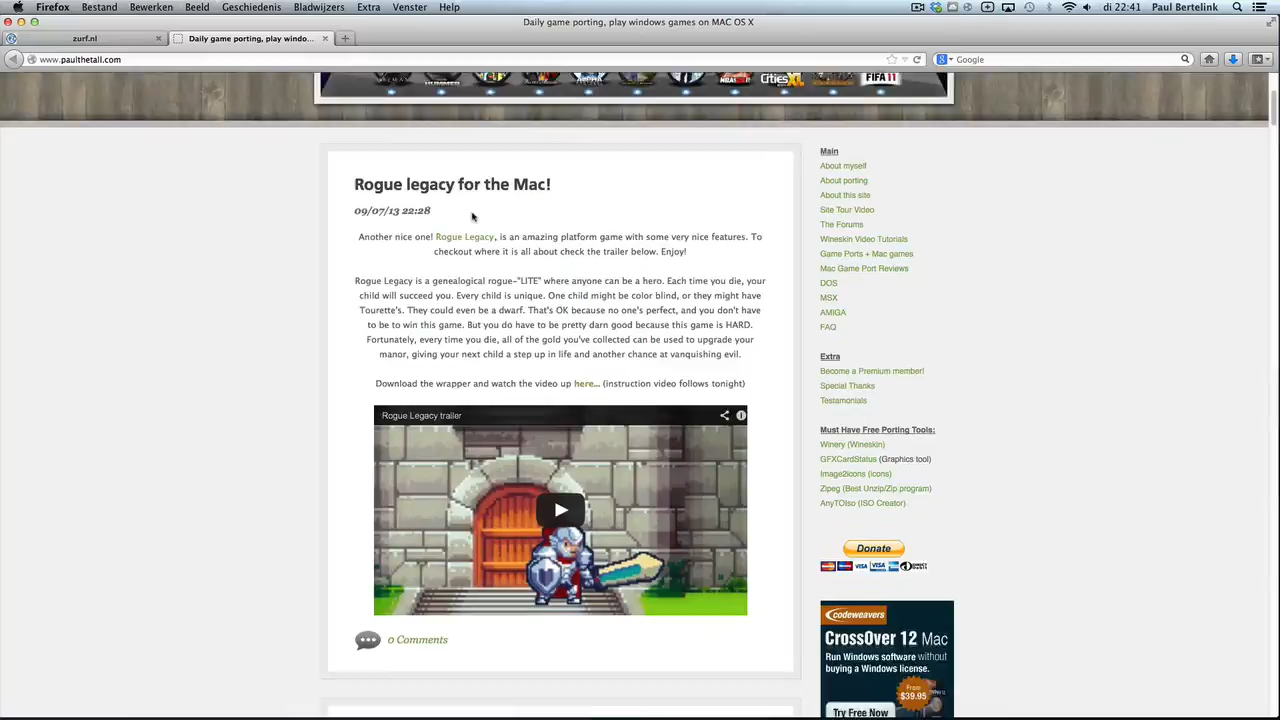 Firefox Bestand Bewerken Beeld Geschiedenis Bladwijzers Extra Venster Help di 22:41 Paul Bertelink
Daily game porting, play windows games on MAC OS X
zurf.nl Daily game porting, play windo...
www.paulthetall.com Google
HUMMER ALPHA CitiesXL FIFA 11
Rogue legacy for the Mac!
09/07/13 22:28
Another nice one! Rogue Legacy, is an amazing platform game with some very nice features. To
checkout where it is all about check the trailer below. Enjoy!
Rogue Legacy is a genealogical rogue-"LITE" where anyone can be a hero. Each time you die, your
child will succeed you. Every child is unique. One child might be color blind, or they might have
Tourette's. They could even be a dwarf. That's OK because no one's perfect, and you don't have
to be to win this game. But you do have to be pretty darn good because this game is HARD.
Fortunately, every time you die, all of the gold you've collected can be used to upgrade your
manor, giving your next child a step up in life and another chance at vanquishing evil.
Download the wrapper and watch the video up here... (instruction video follows tonight)
Rogue Legacy trailer
0 Comments
Main
About myself
About porting
About this site
Site Tour Video
The Forums
Wineskin Video Tutorials
Game Ports + Mac games
Mac Game Port Reviews
DOS
MSX
AMIGA
FAQ
Extra
Become a Premium member!
Special Thanks
Testamonials
Must Have Free Porting Tools:
Winery (Wineskin)
GFXCardStatus (Graphics tool)
Image2icons (icons)
Zipeg (Best Unzip/Zip program)
AnyTOIso (ISO Creator)
Donate
VISA VISA
codeweavers
CrossOver 12 Mac
Run Windows software without
buying a Windows license.
From
$39.95
Try Free Now